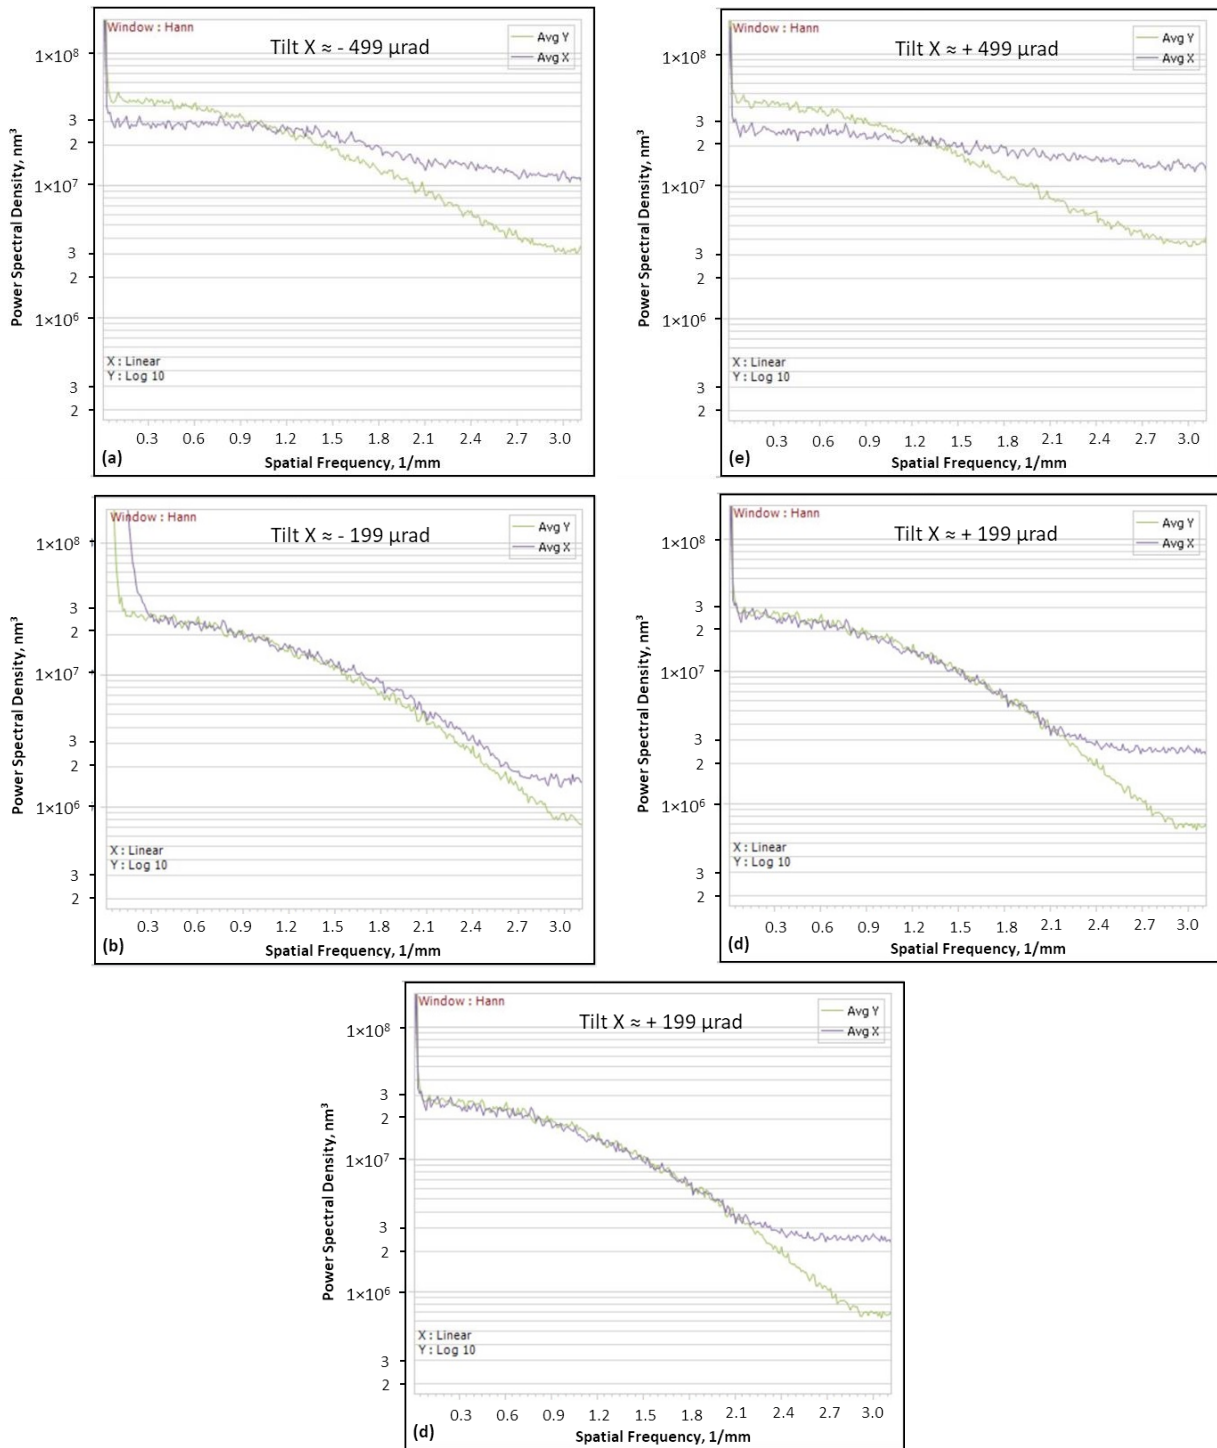 Window : Hann
Tilt X ≈ - 499 µrad
Avg Y
Avg X
Power Spectral Density, nm³
1×10⁸
3
2
1×10⁷
3
2
1×10⁶
3
2
X : Linear
Y : Log 10
0.3 0.6 0.9 1.2 1.5 1.8 2.1 2.4 2.7 3.0
(a)
Spatial Frequency, 1/mm
Window : Hann
Tilt X ≈ + 499 µrad
Avg Y
Avg X
Power Spectral Density, nm³
1×10⁸
3
2
1×10⁷
3
2
1×10⁶
3
2
X : Linear
Y : Log 10
0.3 0.6 0.9 1.2 1.5 1.8 2.1 2.4 2.7 3.0
(e)
Spatial Frequency, 1/mm
Window : Hann
Tilt X ≈ - 199 µrad
Avg Y
Avg X
Power Spectral Density, nm³
1×10⁸
3
2
1×10⁷
3
2
1×10⁶
3
2
X : Linear
Y : Log 10
0.3 0.6 0.9 1.2 1.5 1.8 2.1 2.4 2.7 3.0
(b)
Spatial Frequency, 1/mm
Window : Hann
Tilt X ≈ + 199 µrad
Avg Y
Avg X
Power Spectral Density, nm³
1×10⁸
3
2
1×10⁷
3
2
1×10⁶
3
2
X : Linear
Y : Log 10
0.3 0.6 0.9 1.2 1.5 1.8 2.1 2.4 2.7 3.0
(d)
Spatial Frequency, 1/mm
Window : Hann
Tilt X ≈ + 199 µrad
Avg Y
Avg X
Power Spectral Density, nm³
1×10⁸
3
2
1×10⁷
3
2
1×10⁶
3
2
X : Linear
Y : Log 10
0.3 0.6 0.9 1.2 1.5 1.8 2.1 2.4 2.7 3.0
(d)
Spatial Frequency, 1/mm